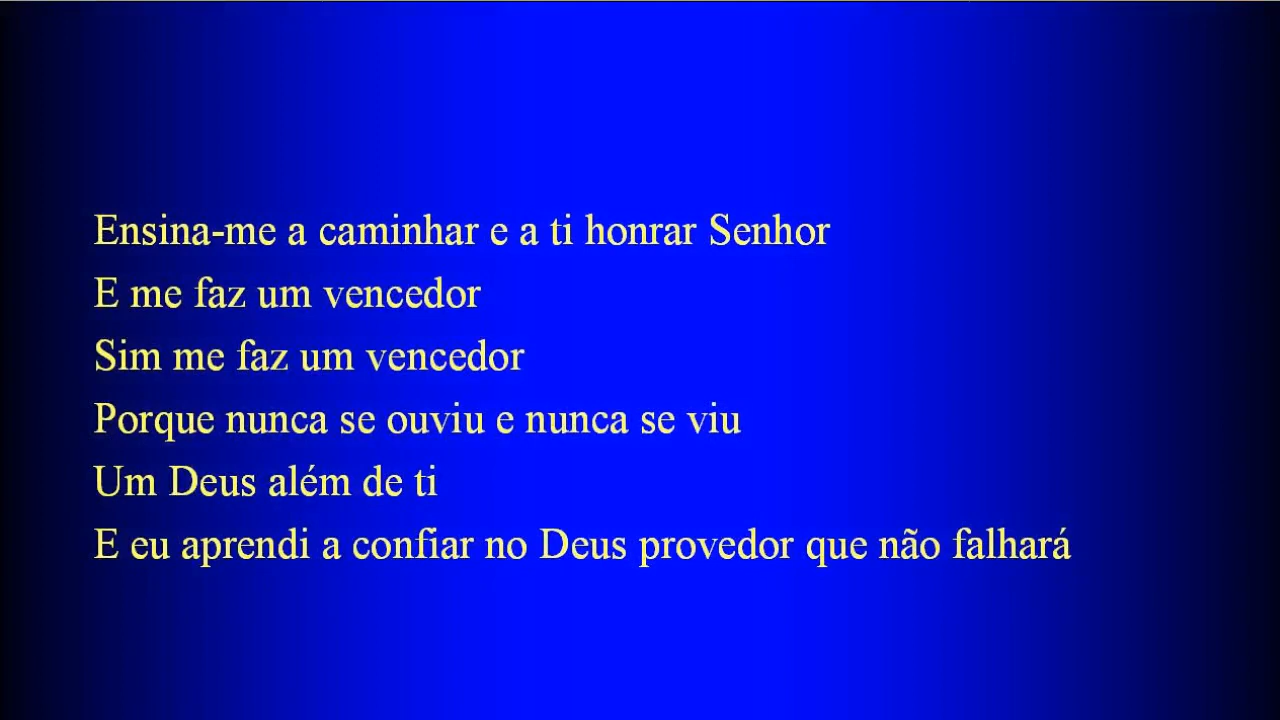 Ensina-me a caminhar e a ti honrar Senhor
E me faz um vencedor
Sim me faz um vencedor
Porque nunca se ouviu e nunca se viu
Um Deus além de ti
E eu aprendi a confiar no Deus provedor que não falhará